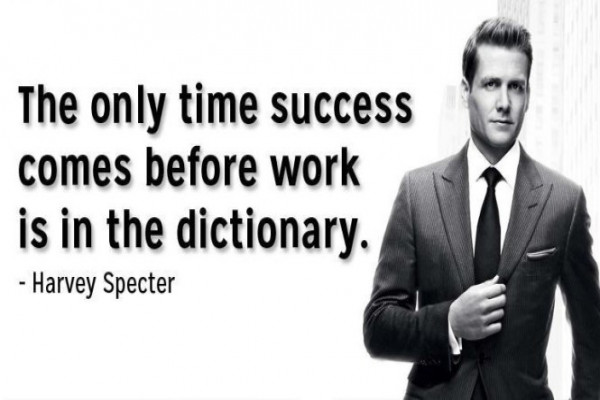 The only time success
comes before work
is in the dictionary.
- Harvey Specter